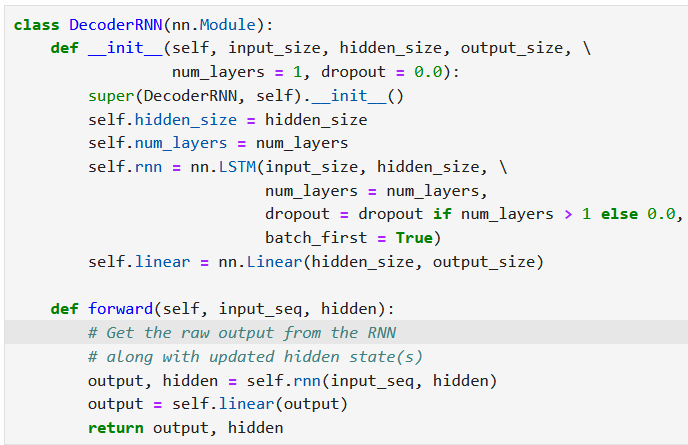 class DecoderRNN(nn.Module):
    def __init__(self, input_size, hidden_size, output_size, \
                 num_layers = 1, dropout = 0.0):
        super(DecoderRNN, self).__init__()
        self.hidden_size = hidden_size
        self.num_layers = num_layers
        self.rnn = nn.LSTM(input_size, hidden_size, \
                           num_layers = num_layers,
                           dropout = dropout if num_layers > 1 else 0.0,
                           batch_first = True)
        self.linear = nn.Linear(hidden_size, output_size)

    def forward(self, input_seq, hidden):
        # Get the raw output from the RNN
        # along with updated hidden state(s)
        output, hidden = self.rnn(input_seq, hidden)
        output = self.linear(output)
        return output, hidden